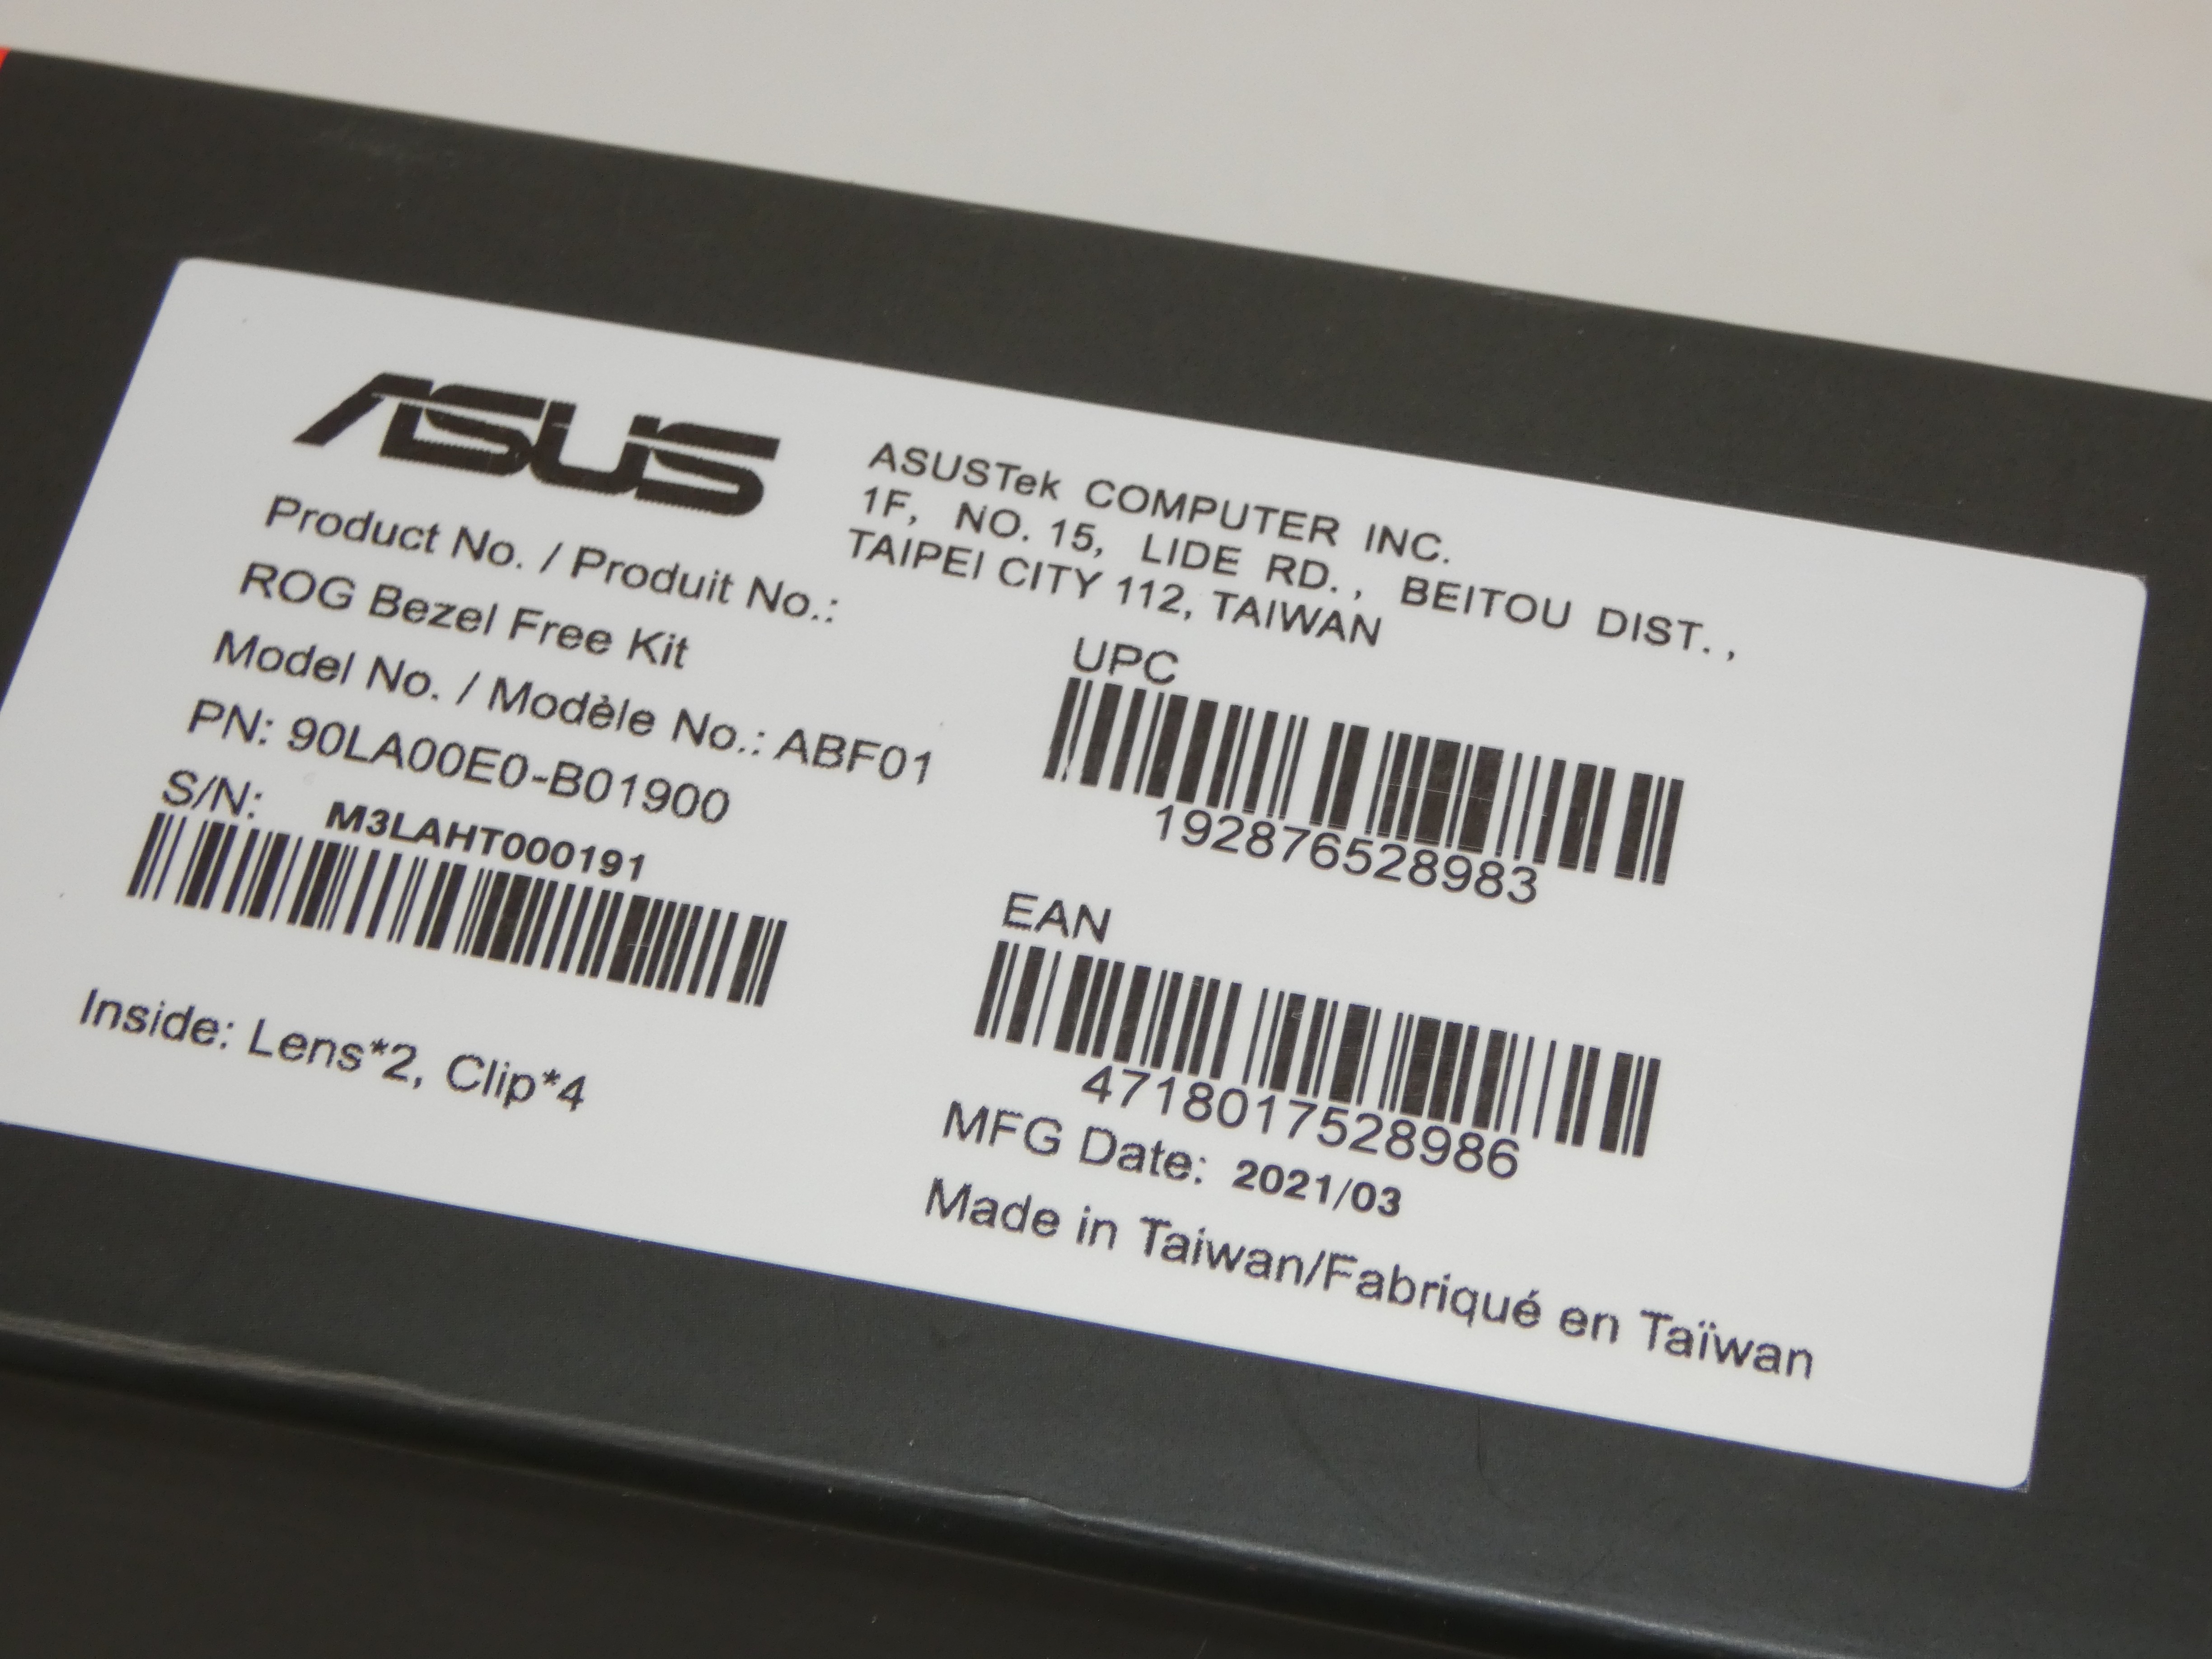 ASUS
Product No. / Produit No.:
ROG Bezel Free Kit
Model No. / Modèle No.: ABF01
PN: 90LA00E0-B01900
S/N: M3LAHT000191
Inside: Lens*2, Clip*4
ASUSTek COMPUTER INC.
1F, NO. 15, LIDE RD., BEITOU DIST.,
TAIPEI CITY 112, TAIWAN
UPC
192876528983
EAN
4718017528986
MFG Date: 2021/03
Made in Taiwan/Fabriqué en Taïwan